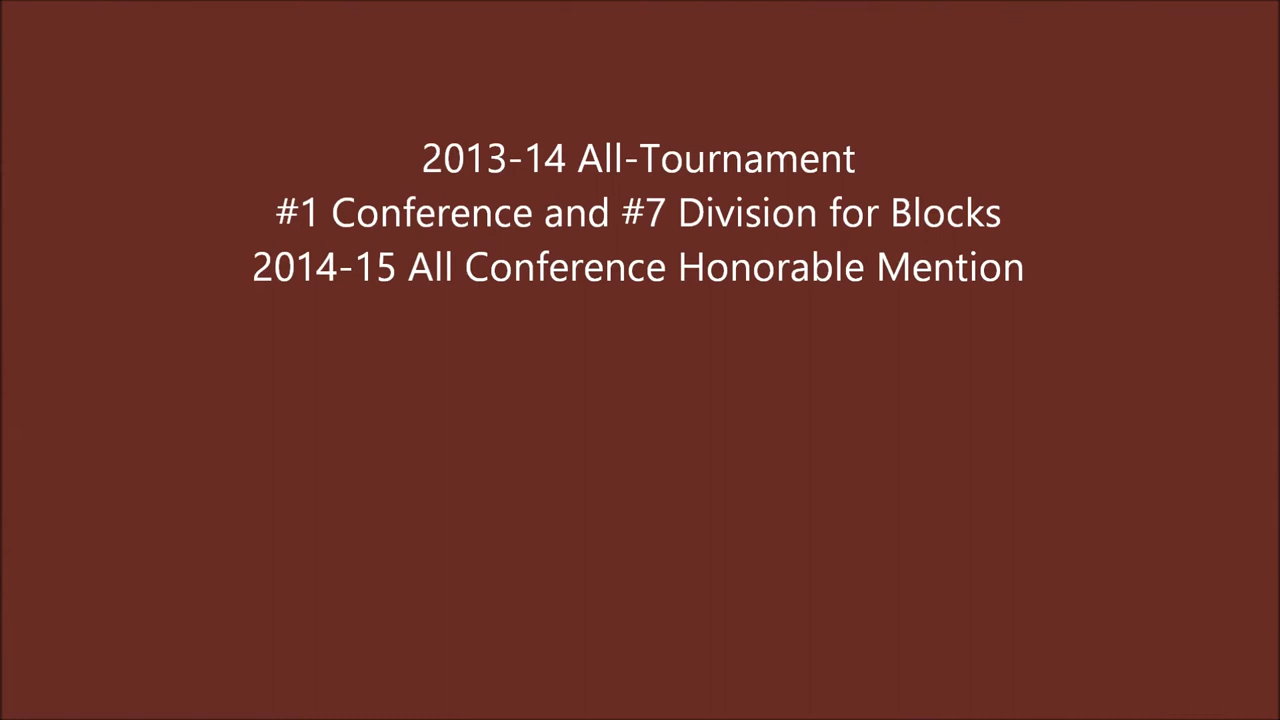 2013-14 All-Tournament
#1 Conference and #7 Division for Blocks
2014-15 All Conference Honorable Mention